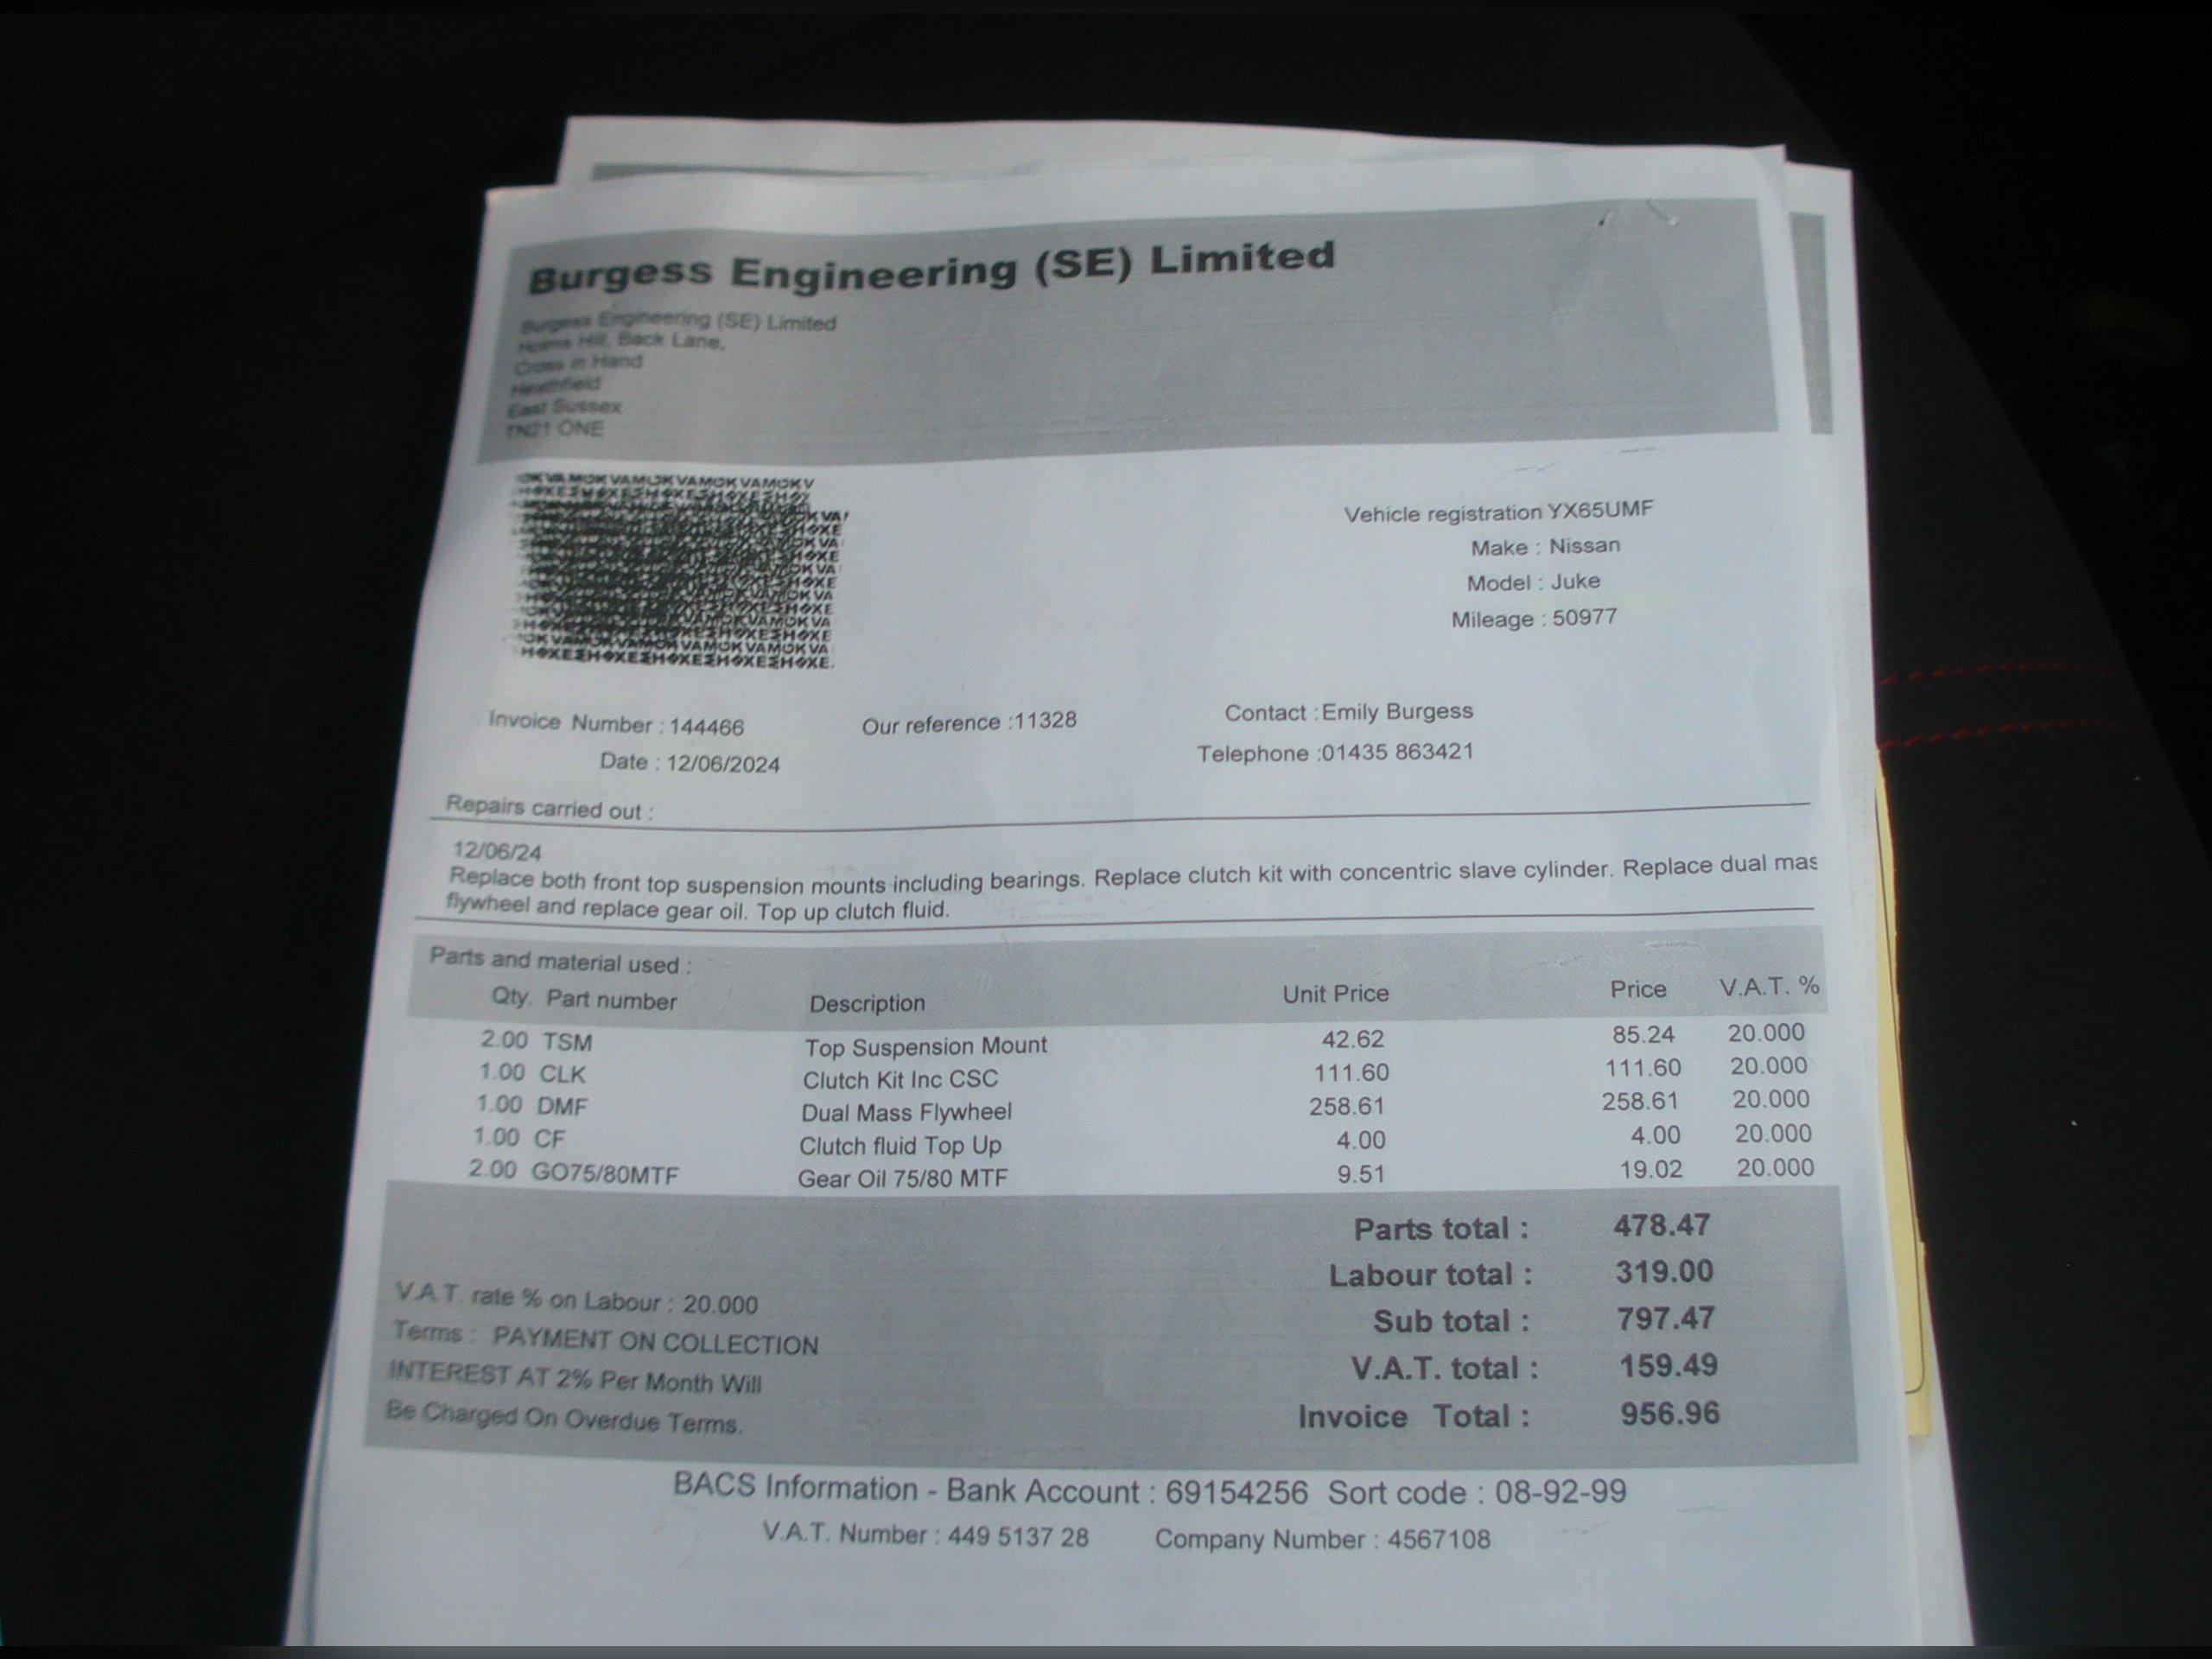 Burgess Engineering (SE) Limited
Burgess Engineering (SE) Limited
Holms Hill, Back Lane,
Cross in Hand
Heathfield
East Sussex
TN21 ONE
Vehicle registration YX65UMF
Make : Nissan
Model : Juke
Mileage : 50977
Invoice Number : 144466 Our reference :11328 Contact : Emily Burgess
Date : 12/06/2024 Telephone :01435 863421
Repairs carried out :
12/06/24
Replace both front top suspension mounts including bearings. Replace clutch kit with concentric slave cylinder. Replace dual mas
flywheel and replace gear oil. Top up clutch fluid.
Parts and material used :
Qty. Part number Description Unit Price Price V.A.T. %
2.00 TSM Top Suspension Mount 42.62 85.24 20.000
1.00 CLK Clutch Kit Inc CSC 111.60 111.60 20.000
1.00 DMF Dual Mass Flywheel 258.61 258.61 20.000
1.00 CF Clutch fluid Top Up 4.00 4.00 20.000
2.00 GO75/80MTF Gear Oil 75/80 MTF 9.51 19.02 20.000
Parts total : 478.47
Labour total : 319.00
Sub total : 797.47
V.A.T. total : 159.49
Invoice Total : 956.96
V.A.T. rate % on Labour : 20.000
Terms : PAYMENT ON COLLECTION
INTEREST AT 2% Per Month Will
Be Charged On Overdue Terms.
BACS Information - Bank Account : 69154256 Sort code : 08-92-99
V.A.T. Number : 449 5137 28 Company Number : 4567108